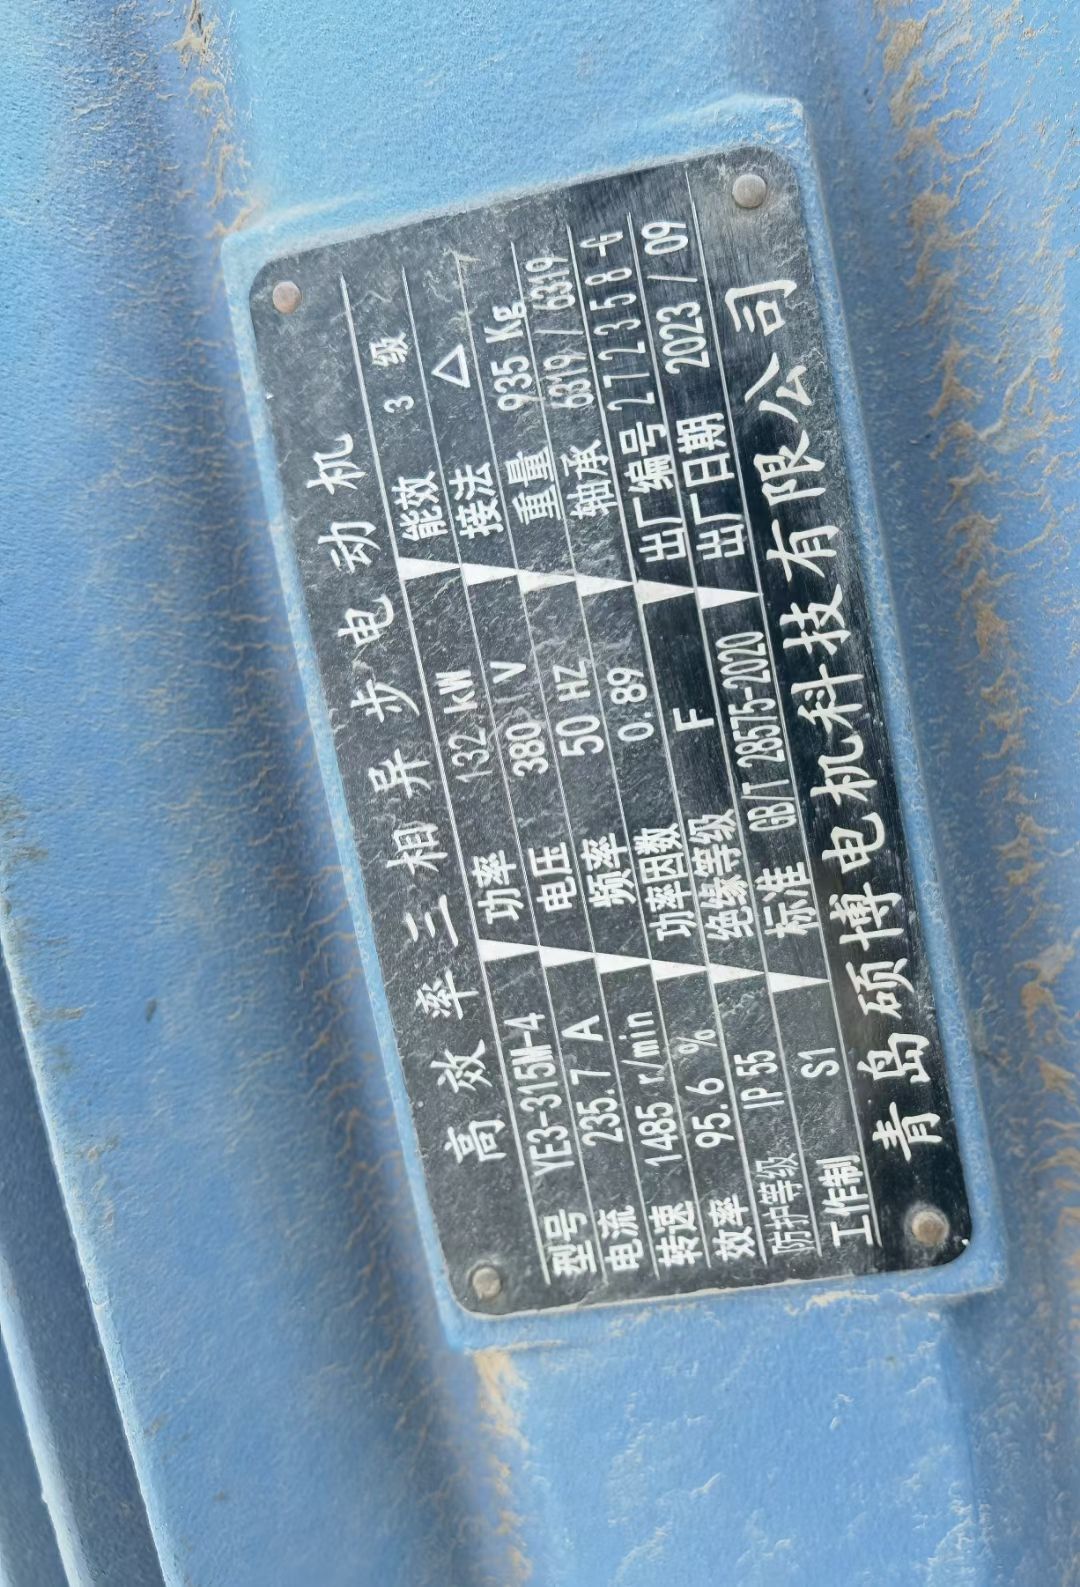 高效率三相异步电动机
型号 YE3-315M-4 功率 132 KW 能效 3 级
电流 235.7 A 电压 380 V 接法 △
转速 1485 r/min 频率 50 HZ 重量 935 Kg
效率 95.6 % 功率因数 0.89 轴承 6319 / 6319
防护等级 IP 55 绝缘等级 F 出厂编号 272358-6
工作制 S1 标准 GB/T 28575-2020 出厂日期 2023 / 09
青岛硕博电机科技有限公司